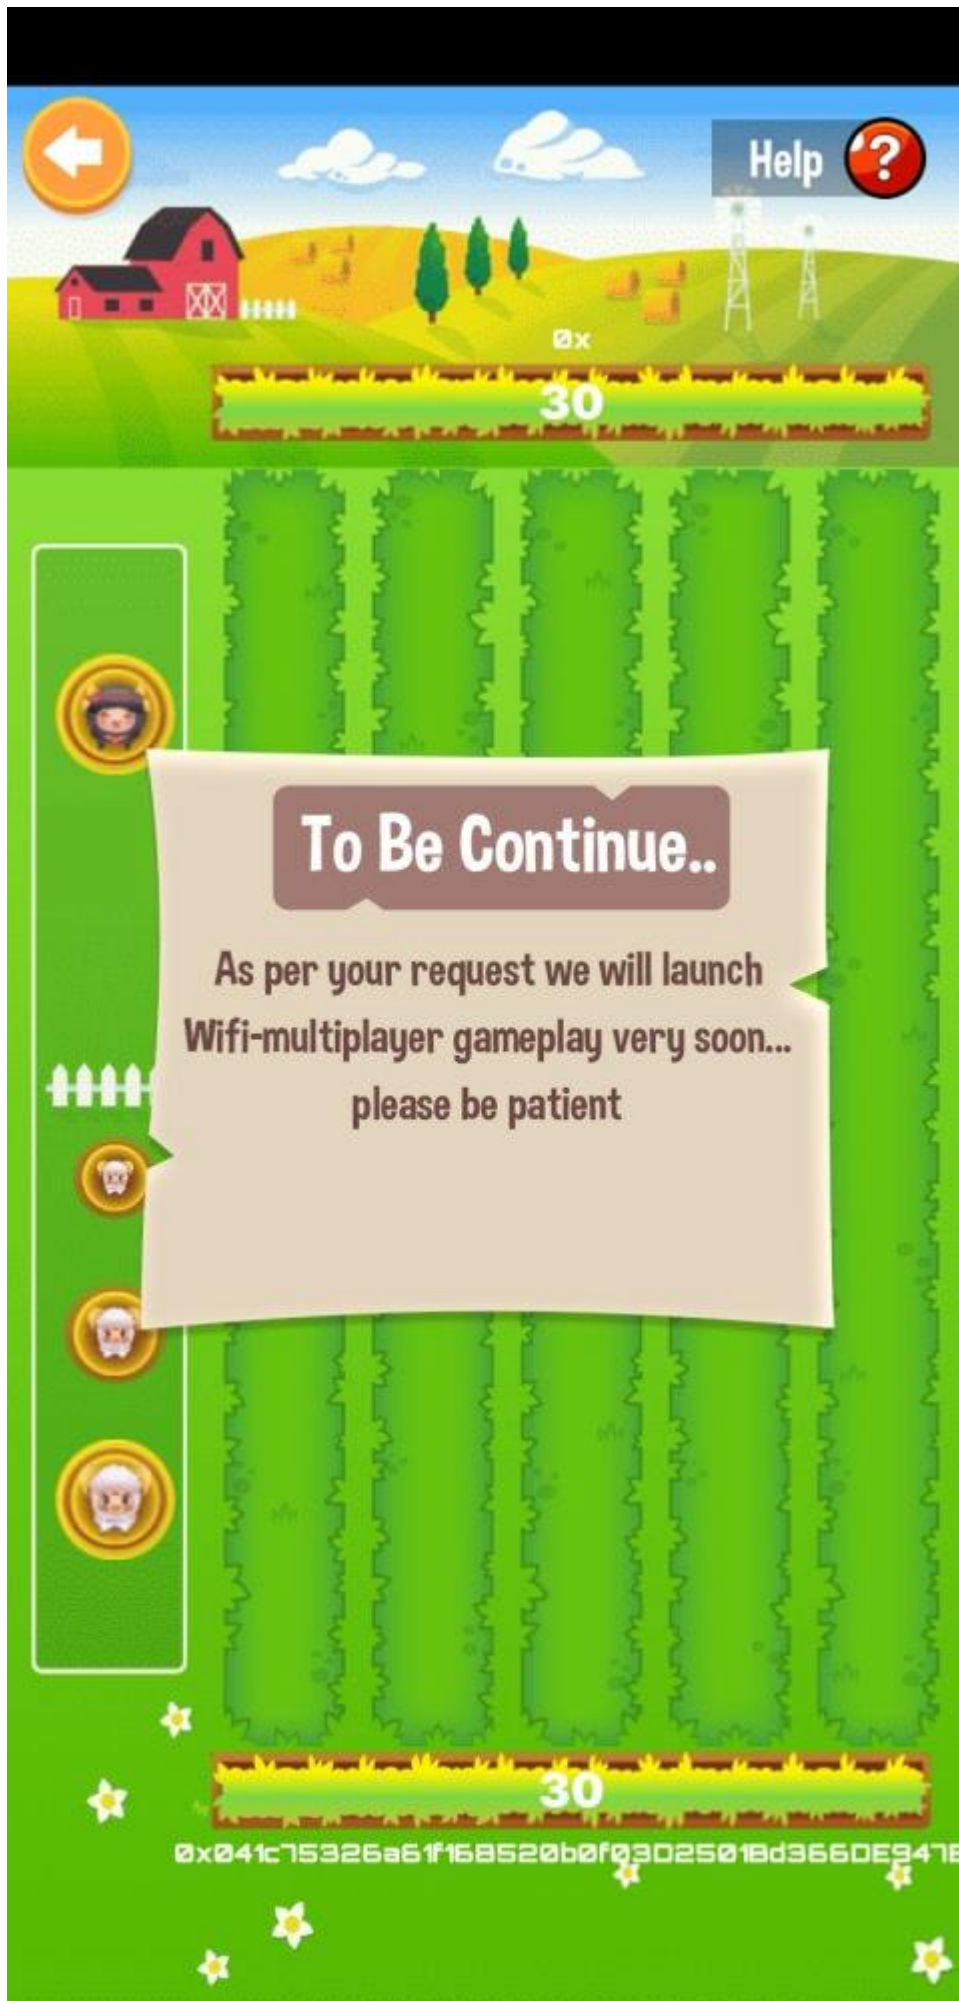 Help ?
0x
30
To Be Continue..
As per your request we will launch
Wifi-multiplayer gameplay very soon...
please be patient
30
0x041c75326a61f168520b0f03D2501Bd366DE947E